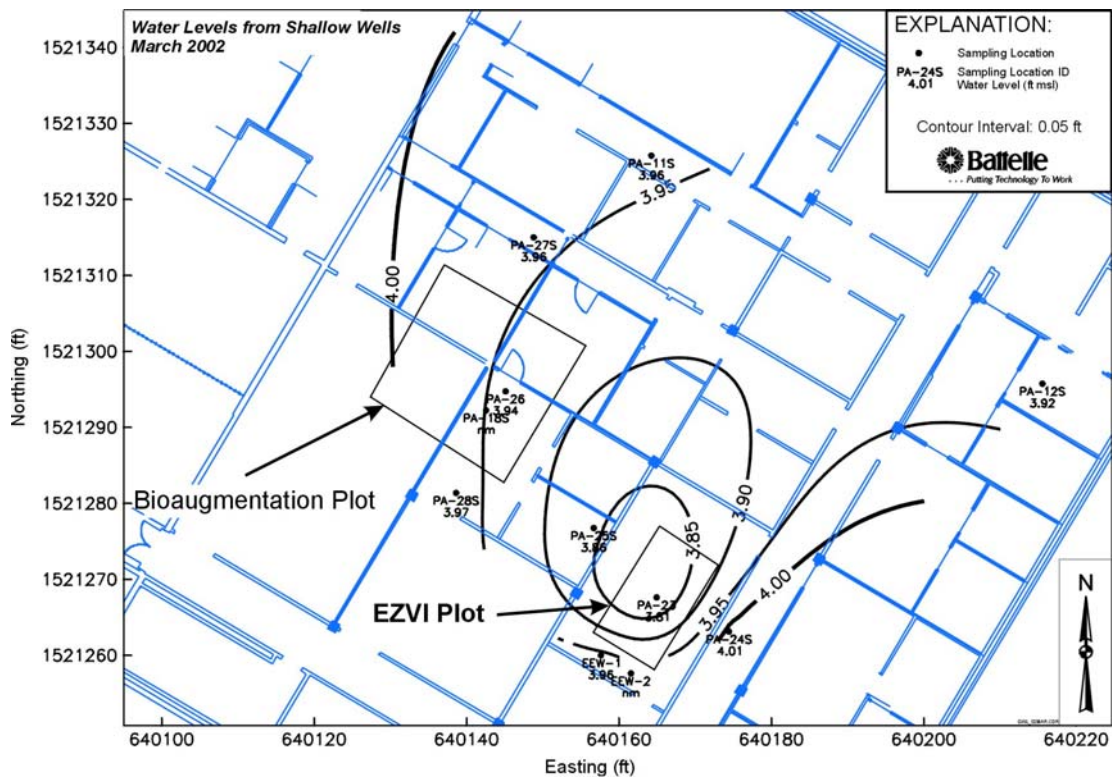 Water Levels from Shallow Wells
March 2002
EXPLANATION:
Sampling Location
PA-24S Sampling Location ID
4.01 Water Level (ft msl)
Contour Interval: 0.05 ft
Battelle
... Putting Technology To Work
1521340
1521330
1521320
1521310
1521300
1521290
1521280
1521270
1521260
Northing (ft)
PA-11S
3.96
3.95
PA-27S
3.96
4.00
PA-12S
3.92
PA-26
3.94
PA-18S
nm
Bioaugmentation Plot
PA-28S
3.97
3.90
PA-25S
3.86
3.85
EZVI Plot
PA-23
3.81
3.95
4.00
PA-24S
4.01
EEW-1
3.96
EEW-2
nm
N
640100
640120
640140
640160
640180
640200
640220
Easting (ft)